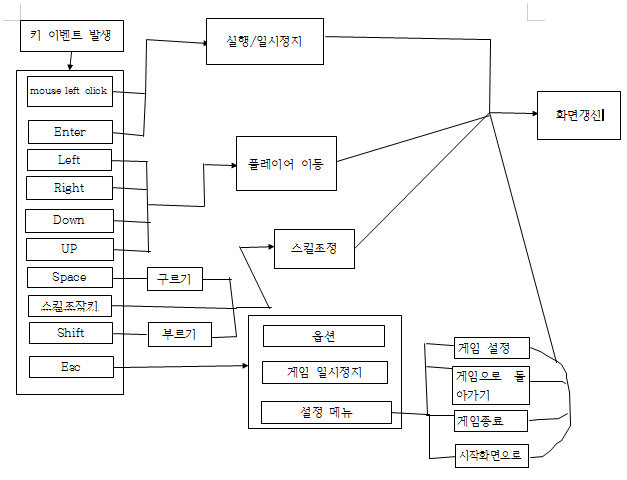 키 이벤트 발생
실행/일시정지
mouse left click
화면갱신
Enter
Left
플레이어 이동
Right
Down
UP
스킬조정
Space
구르기
스킬조작키
Shift
부르기
옵션
게임 설정
Esc
게임 일시정지
게임으로 돌
아가기
설정 메뉴
게임종료
시작화면으로